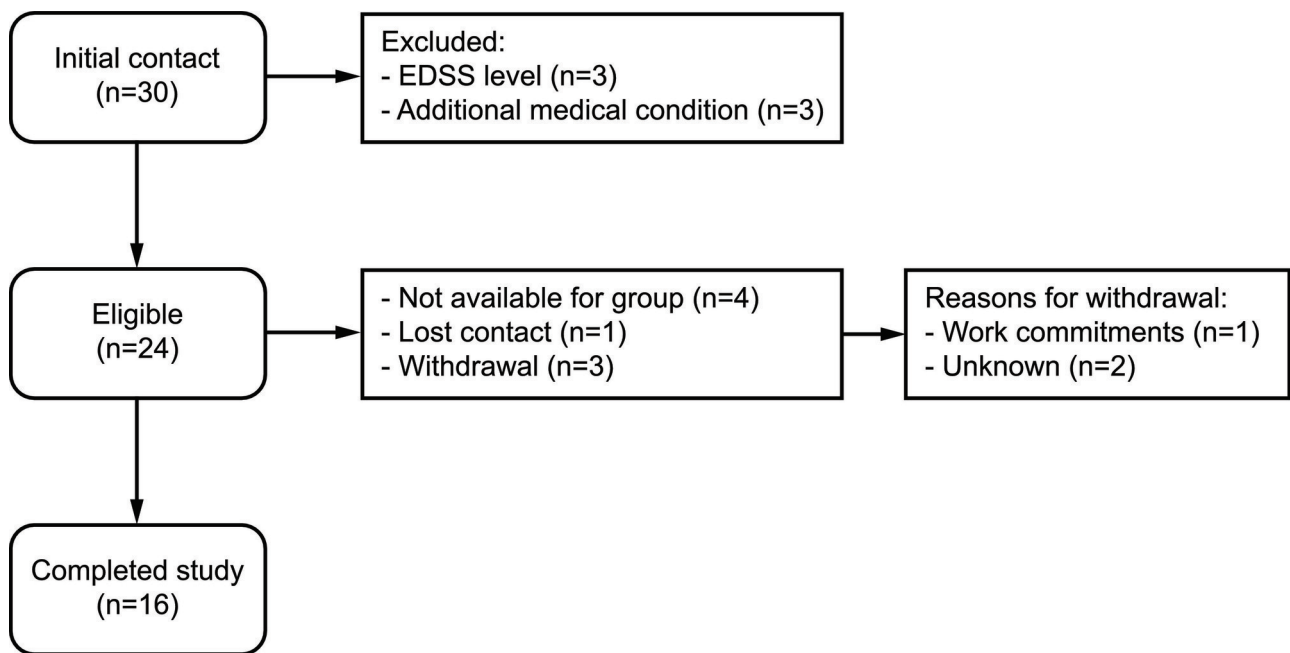 Initial contact
(n=30)
Excluded:
- EDSS level (n=3)
- Additional medical condition (n=3)
Eligible
(n=24)
- Not available for group (n=4)
- Lost contact (n=1)
- Withdrawal (n=3)
Reasons for withdrawal:
- Work commitments (n=1)
- Unknown (n=2)
Completed study
(n=16)